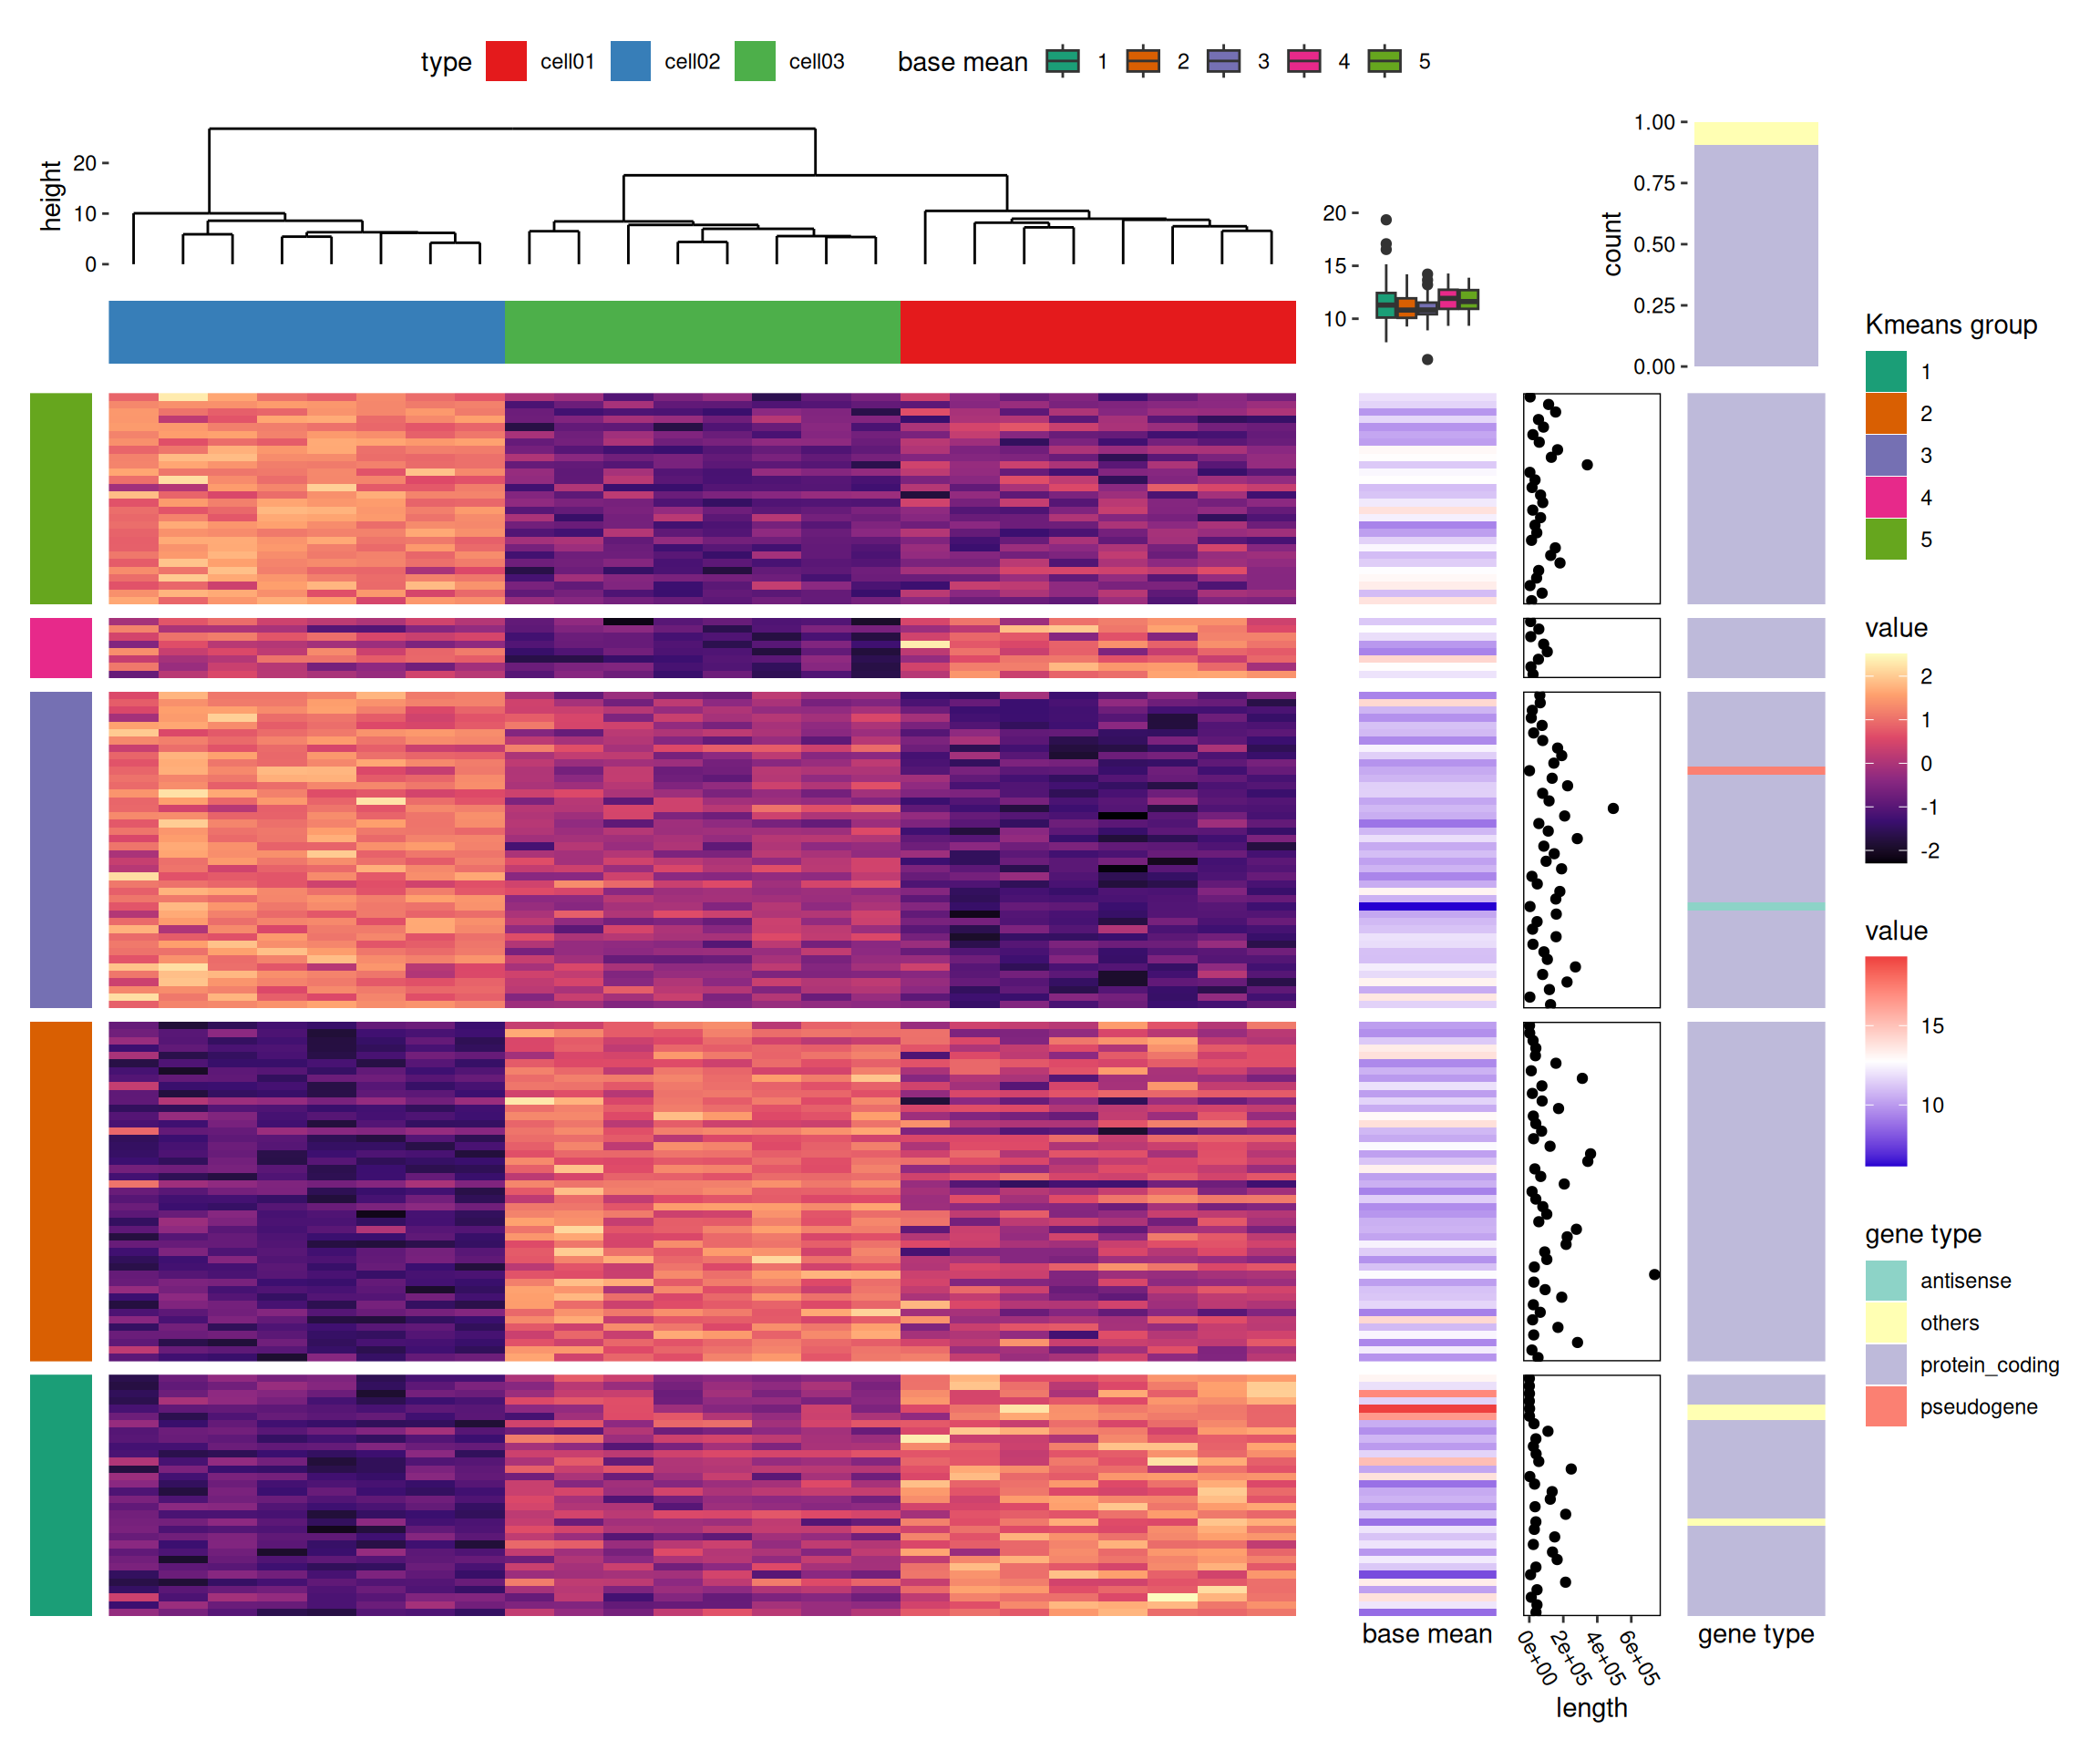 type cell01 cell02 cell03 base mean 1 2 3 4 5
height
20
10
0
20
15
10
count
1.00
0.75
0.50
0.25
0.00
Kmeans group
1
2
3
4
5
value
2
1
0
-1
-2
value
15
10
gene type
antisense
others
protein_coding
pseudogene
base mean
0e+00
2e+05
4e+05
6e+05
length
gene type